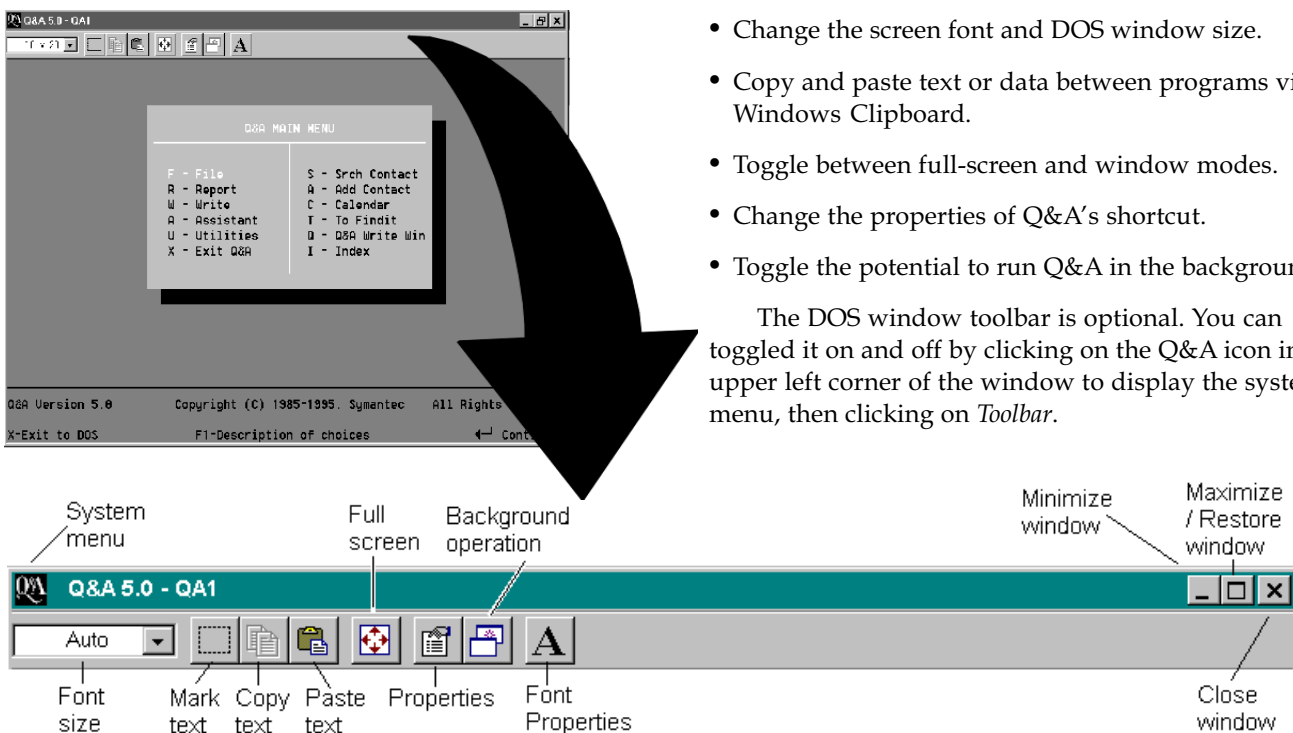 Q&A 5.0 - QA1
Q&A MAIN MENU
F - File
R - Report
W - Write
A - Assistant
U - Utilities
X - Exit Q&A
S - Srch Contact
A - Add Contact
C - Calendar
T - To Findit
Q - Q&A Write Win
I - Index
Q&A Version 5.0 Copyright (C) 1985-1995. Symantec All Rights
X-Exit to DOS F1-Description of choices
• Change the screen font and DOS window size.
• Copy and paste text or data between programs vi
Windows Clipboard.
• Toggle between full-screen and window modes.
• Change the properties of Q&A's shortcut.
• Toggle the potential to run Q&A in the backgroun
The DOS window toolbar is optional. You can
toggled it on and off by clicking on the Q&A icon in
upper left corner of the window to display the syste
menu, then clicking on Toolbar.
System
menu
Full
screen
Background
operation
Minimize
window
Maximize
/ Restore
window
Q&A Q&A 5.0 - QA1
Auto
A
Font
size
Mark
text
Copy
text
Paste
text
Properties
Font
Properties
Close
window